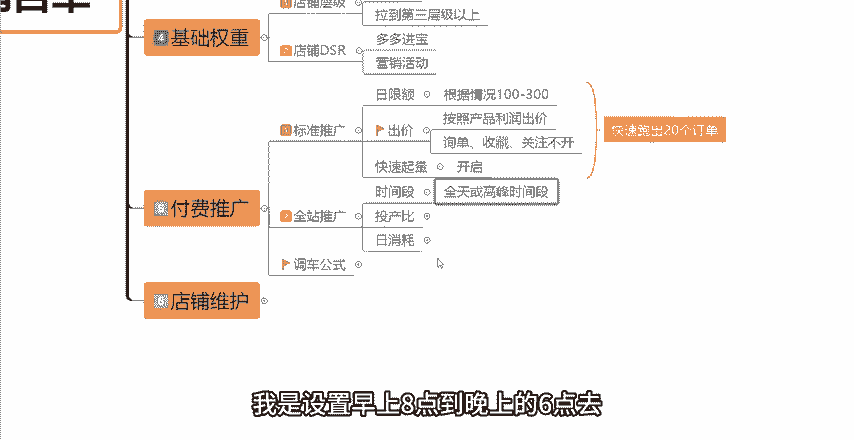 店铺层级
拉到第三层级以上
4 基础权重
2 店铺DSR
多多进宝
营销活动
日限额
根据情况100-300
1 标准推广
出价
按照产品利润出价
询单、收藏、关注不开
快速跑出20个订单
快速起量
开启
时间段
全天或高峰时间段
5 付费推广
2 全站推广
投产比
日消耗
调车公式
6 店铺维护
我是设置早上8点到晚上的6点去